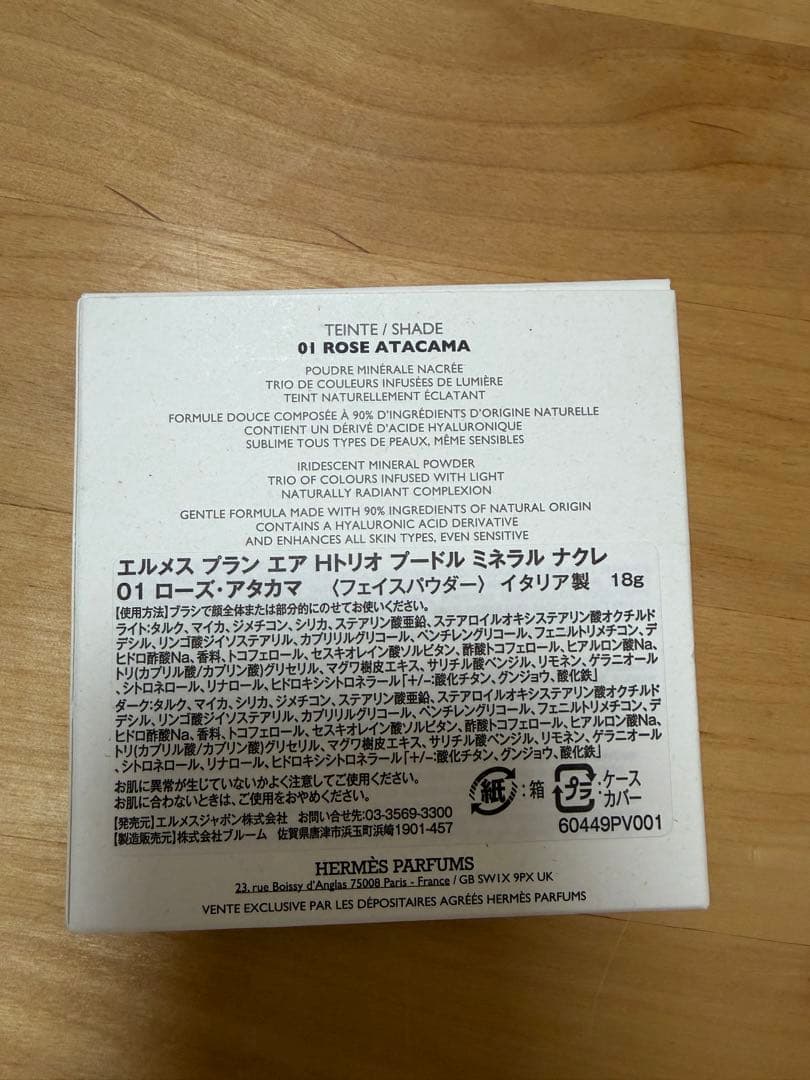 TEINTE / SHADE
01 ROSE ATACAMA
POUDRE MINÉRALE NACRÉE
TRIO DE COULEURS INFUSÉES DE LUMIÈRE
TEINT NATURELLEMENT ÉCLATANT
FORMULE DOUCE COMPOSÉE À 90% D'INGRÉDIENTS D'ORIGINE NATURELLE
CONTIENT UN DÉRIVÉ D'ACIDE HYALURONIQUE
SUBLIME TOUS TYPES DE PEAUX, MÊME SENSIBLES
IRIDESCENT MINERAL POWDER
TRIO OF COLOURS INFUSED WITH LIGHT
NATURALLY RADIANT COMPLEXION
GENTLE FORMULA MADE WITH 90% INGREDIENTS OF NATURAL ORIGIN
CONTAINS A HYALURONIC ACID DERIVATIVE
AND ENHANCES ALL SKIN TYPES, EVEN SENSITIVE
エルメス プラン エア Hトリオ プードル ミネラル ナクレ
01 ローズ・アタカマ 〈フェイスパウダー〉 イタリア製 18g
【使用方法】ブラシで顔全体または部分的にのせてお使いください。
ライト:タルク、マイカ、ジメチコン、シリカ、ステアリン酸亜鉛、ステアロイルオキシステアリン酸オクチルド
デシル、リンゴ酸ジイソステアリル、カプリリルグリコール、ペンチレングリコール、フェニルトリメチコン、デ
ヒドロ酢酸Na、香料、トコフェロール、セスキオレイン酸ソルビタン、酢酸トコフェロール、ヒアルロン酸Na、
トリ(カプリル酸/カプリン酸)グリセリル、マグワ樹皮エキス、サリチル酸ベンジル、リモネン、ゲラニオール
、シトロネロール、リナロール、ヒドロキシシトロネラール「+/-:酸化チタン、グンジョウ、酸化鉄」
ダーク:タルク、マイカ、シリカ、ジメチコン、ステアリン酸亜鉛、ステアロイルオキシステアリン酸オクチルド
デシル、リンゴ酸ジイソステアリル、カプリリルグリコール、ペンチレングリコール、フェニルトリメチコン、デ
ヒドロ酢酸Na、香料、トコフェロール、セスキオレイン酸ソルビタン、酢酸トコフェロール、ヒアルロン酸Na、
トリ(カプリル酸/カプリン酸)グリセリル、マグワ樹皮エキス、サリチル酸ベンジル、リモネン、ゲラニオール
、シトロネロール、リナロール、ヒドロキシシトロネラール「+/-:酸化チタン、グンジョウ、酸化鉄」
お肌に異常が生じていないかよく注意してご使用ください。
お肌に合わないときは、ご使用をおやめください。
紙:箱 プラ:ケース
カバー
【発売元】エルメスジャポン株式会社 お問い合せ先:03-3569-3300
【製造販売元】株式会社ブルーム 佐賀県唐津市浜玉町浜崎1901-457
60449PV001
HERMÈS PARFUMS
23, rue Boissy d'Anglas 75008 Paris - France / GB SW1X 9PX UK
VENTE EXCLUSIVE PAR LES DÉPOSITAIRES AGRÉÉS HERMÈS PARFUMS